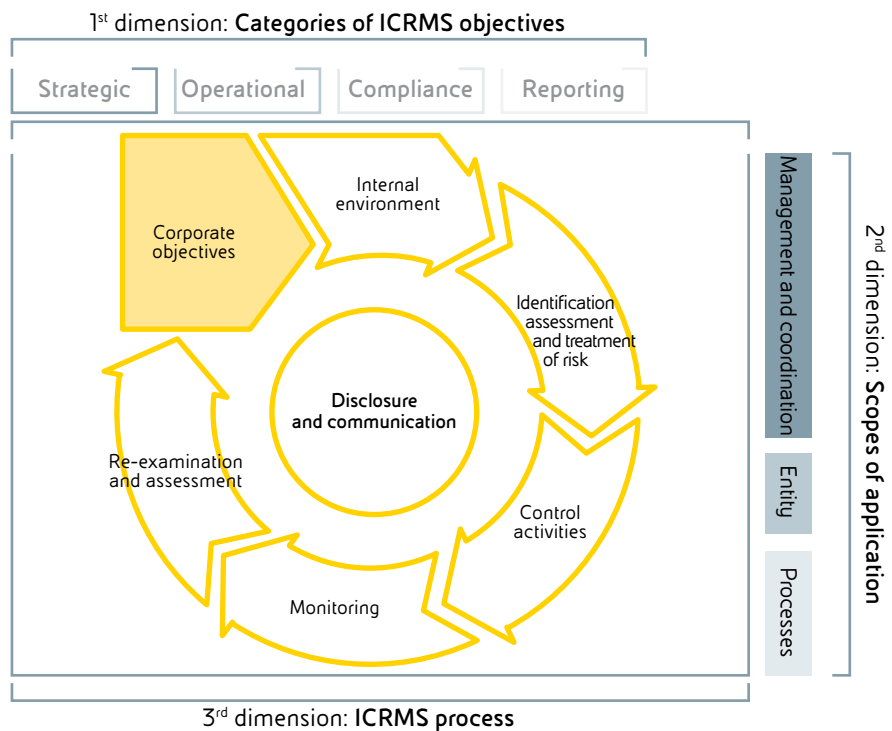 1st dimension: Categories of ICRMS objectives
Strategic
Operational
Compliance
Reporting
Corporate
objectives
Internal
environment
Identification
assessment
and treatment
of risk
Control
activities
Monitoring
Re-examination
and assessment
Disclosure
and communication
Management and coordination
Entity
Processes
2nd dimension: Scopes of application
3rd dimension: ICRMS process